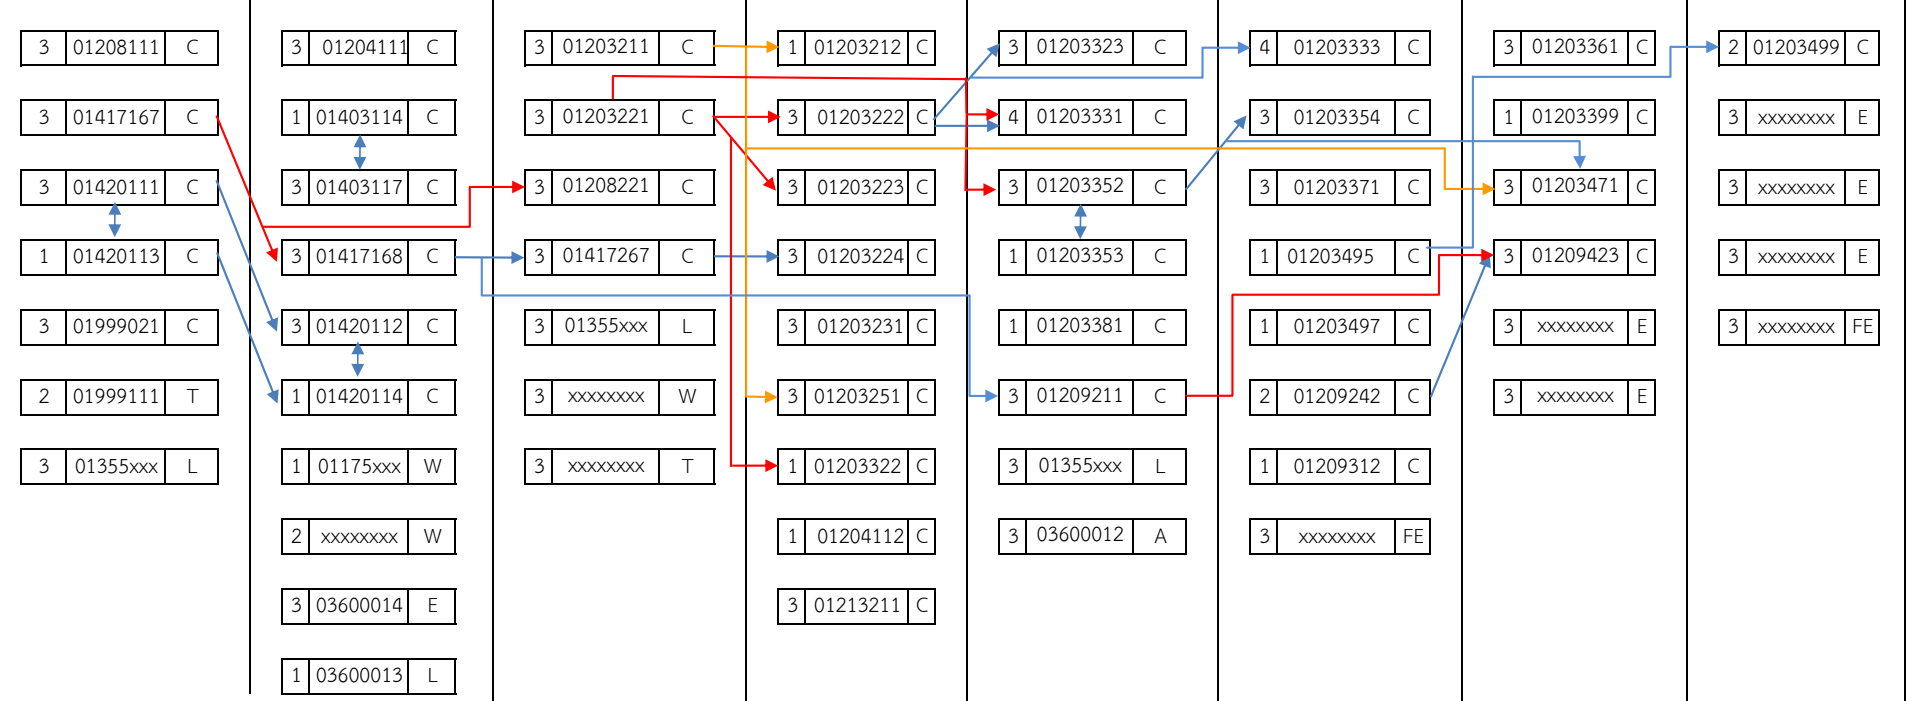 3 01208111 C
3 01417167 C
3 01420111 C
1 01420113 C
3 01999021 C
2 01999111 T
3 01355xxx L
3 01204111 C
1 01403114 C
3 01403117 C
3 01417168 C
3 01420112 C
1 01420114 C
1 01175xxx W
2 xxxxxxxx W
3 03600014 E
1 03600013 L
3 01203211 C
3 01203221 C
3 01208221 C
3 01417267 C
3 01355xxx L
3 xxxxxxxx W
3 xxxxxxxx T
1 01203212 C
3 01203222 C
3 01203223 C
3 01203224 C
3 01203231 C
3 01203251 C
1 01203322 C
1 01204112 C
3 01213211 C
3 01203323 C
4 01203331 C
3 01203352 C
1 01203353 C
1 01203381 C
3 01209211 C
3 01355xxx L
3 03600012 A
4 01203333 C
3 01203354 C
3 01203371 C
1 01203495 C
1 01203497 C
2 01209242 C
1 01209312 C
3 xxxxxxxx FE
3 01203361 C
1 01203399 C
3 01203471 C
3 01209423 C
3 xxxxxxxx E
3 xxxxxxxx E
2 01203499 C
3 xxxxxxxx E
3 xxxxxxxx E
3 xxxxxxxx E
3 xxxxxxxx FE